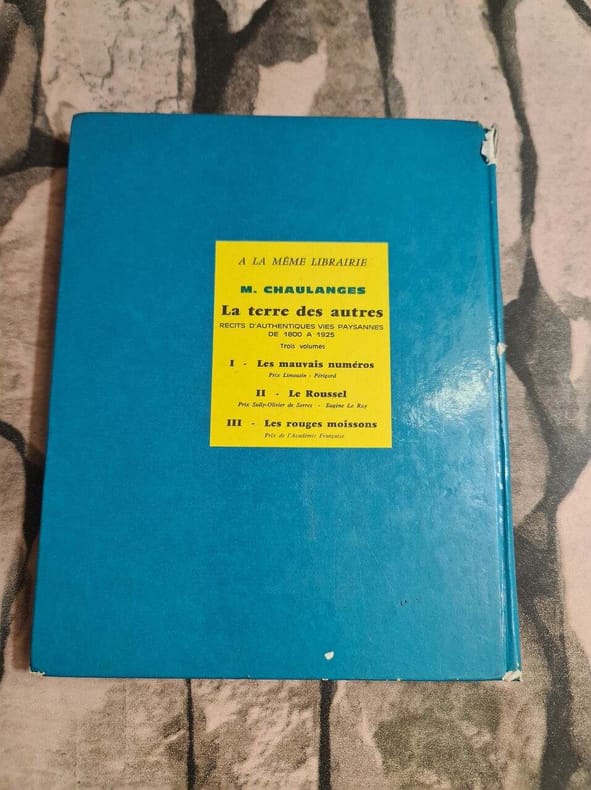 A LA MÊME LIBRAIRIE
M. CHAULANGES
La terre des autres
RÉCITS D'AUTHENTIQUES VIES PAYSANNES
DE 1800 A 1925
Trois volumes
I - Les mauvais numéros
Prix Limousin - Périgord
II - Le Roussel
Prix Sully-Olivier de Serres - Eugène Le Roy
III - Les rouges moissons
Prix de l'Académie Française